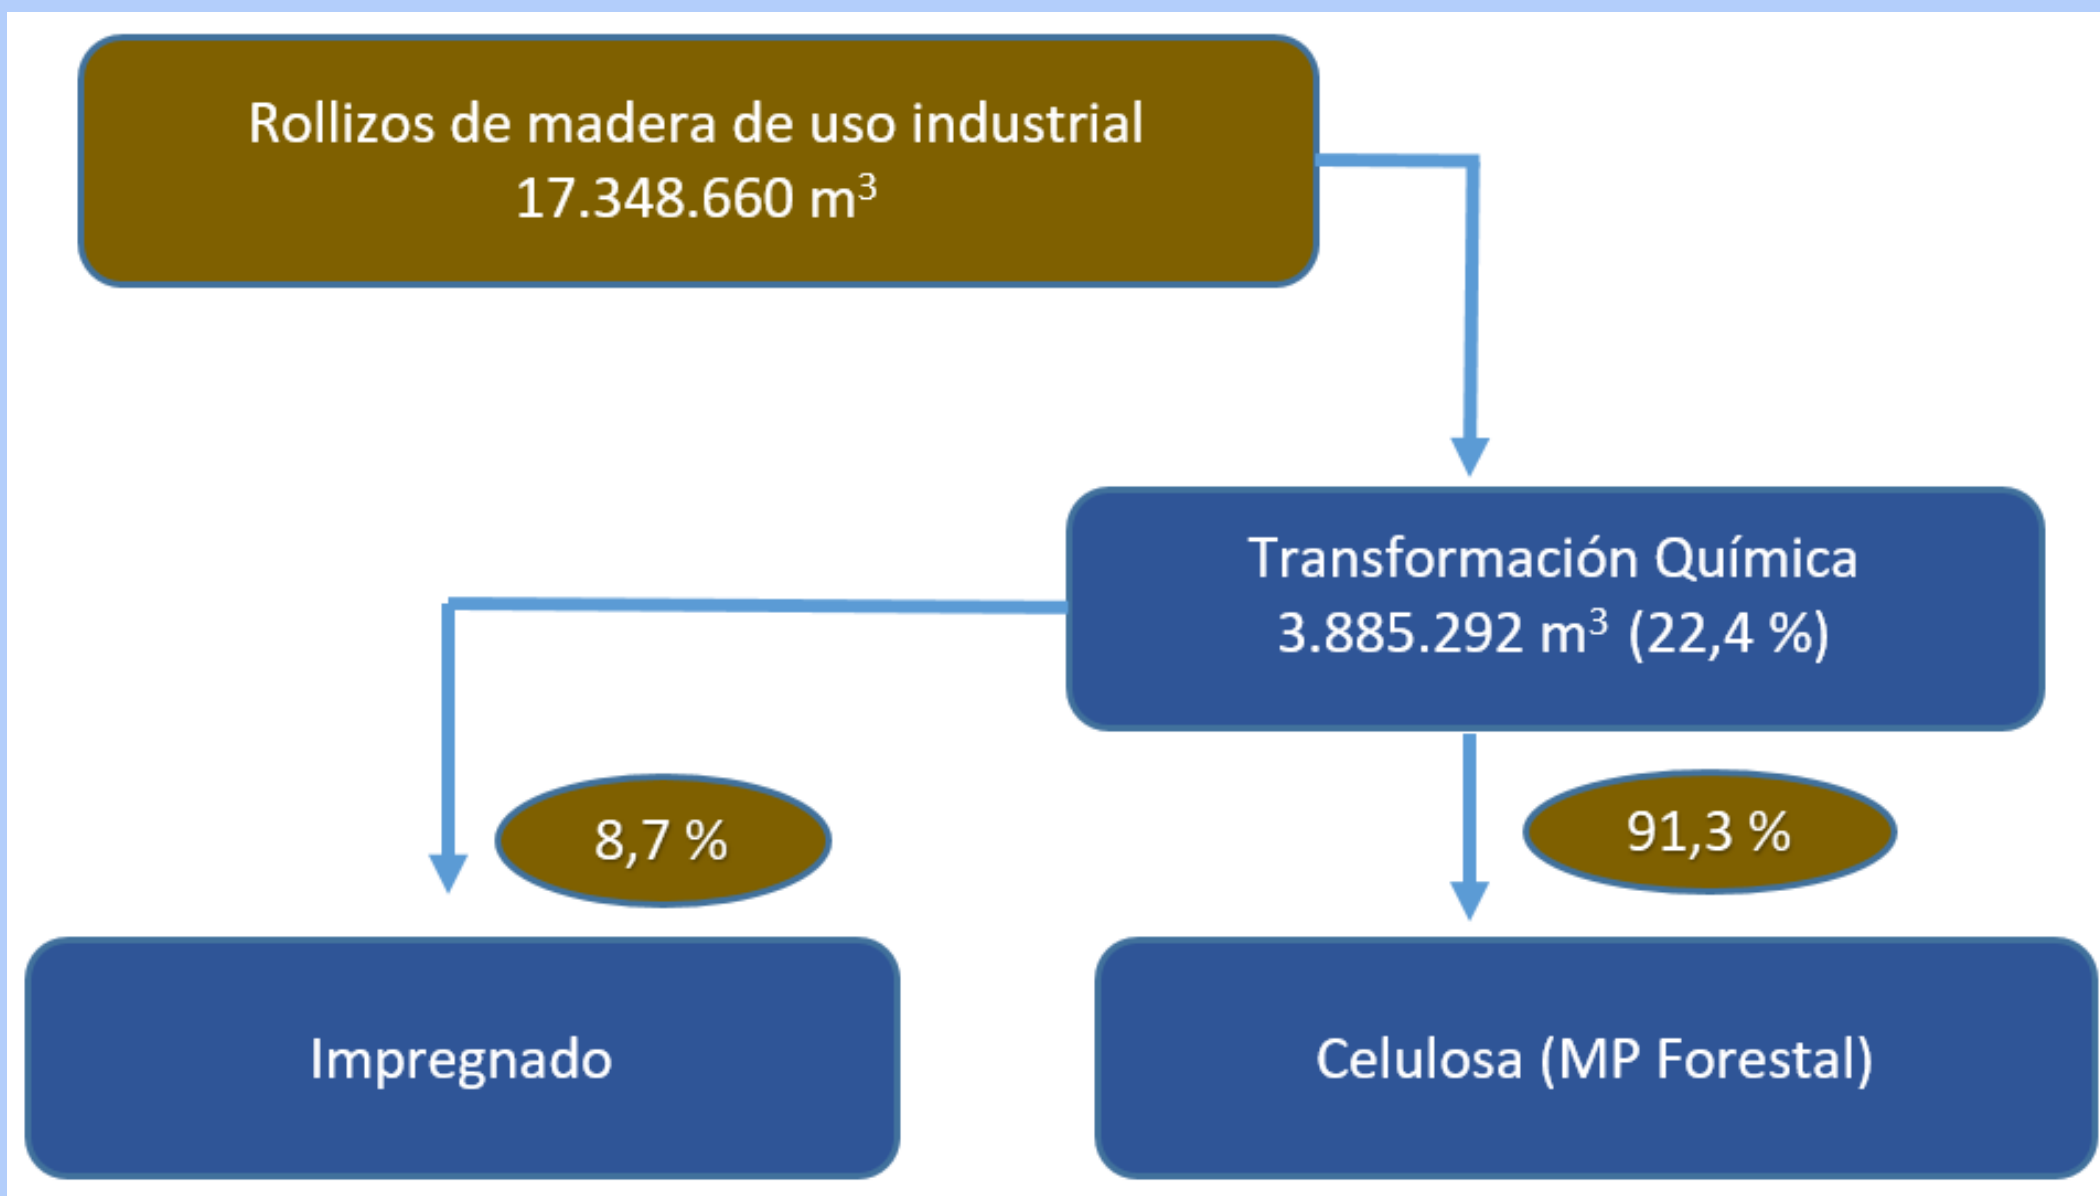 Rollizos de madera de uso industrial
17.348.660 m³
Transformación Química
3.885.292 m³ (22,4 %)
8,7 %
91,3 %
Impregnado
Celulosa (MP Forestal)